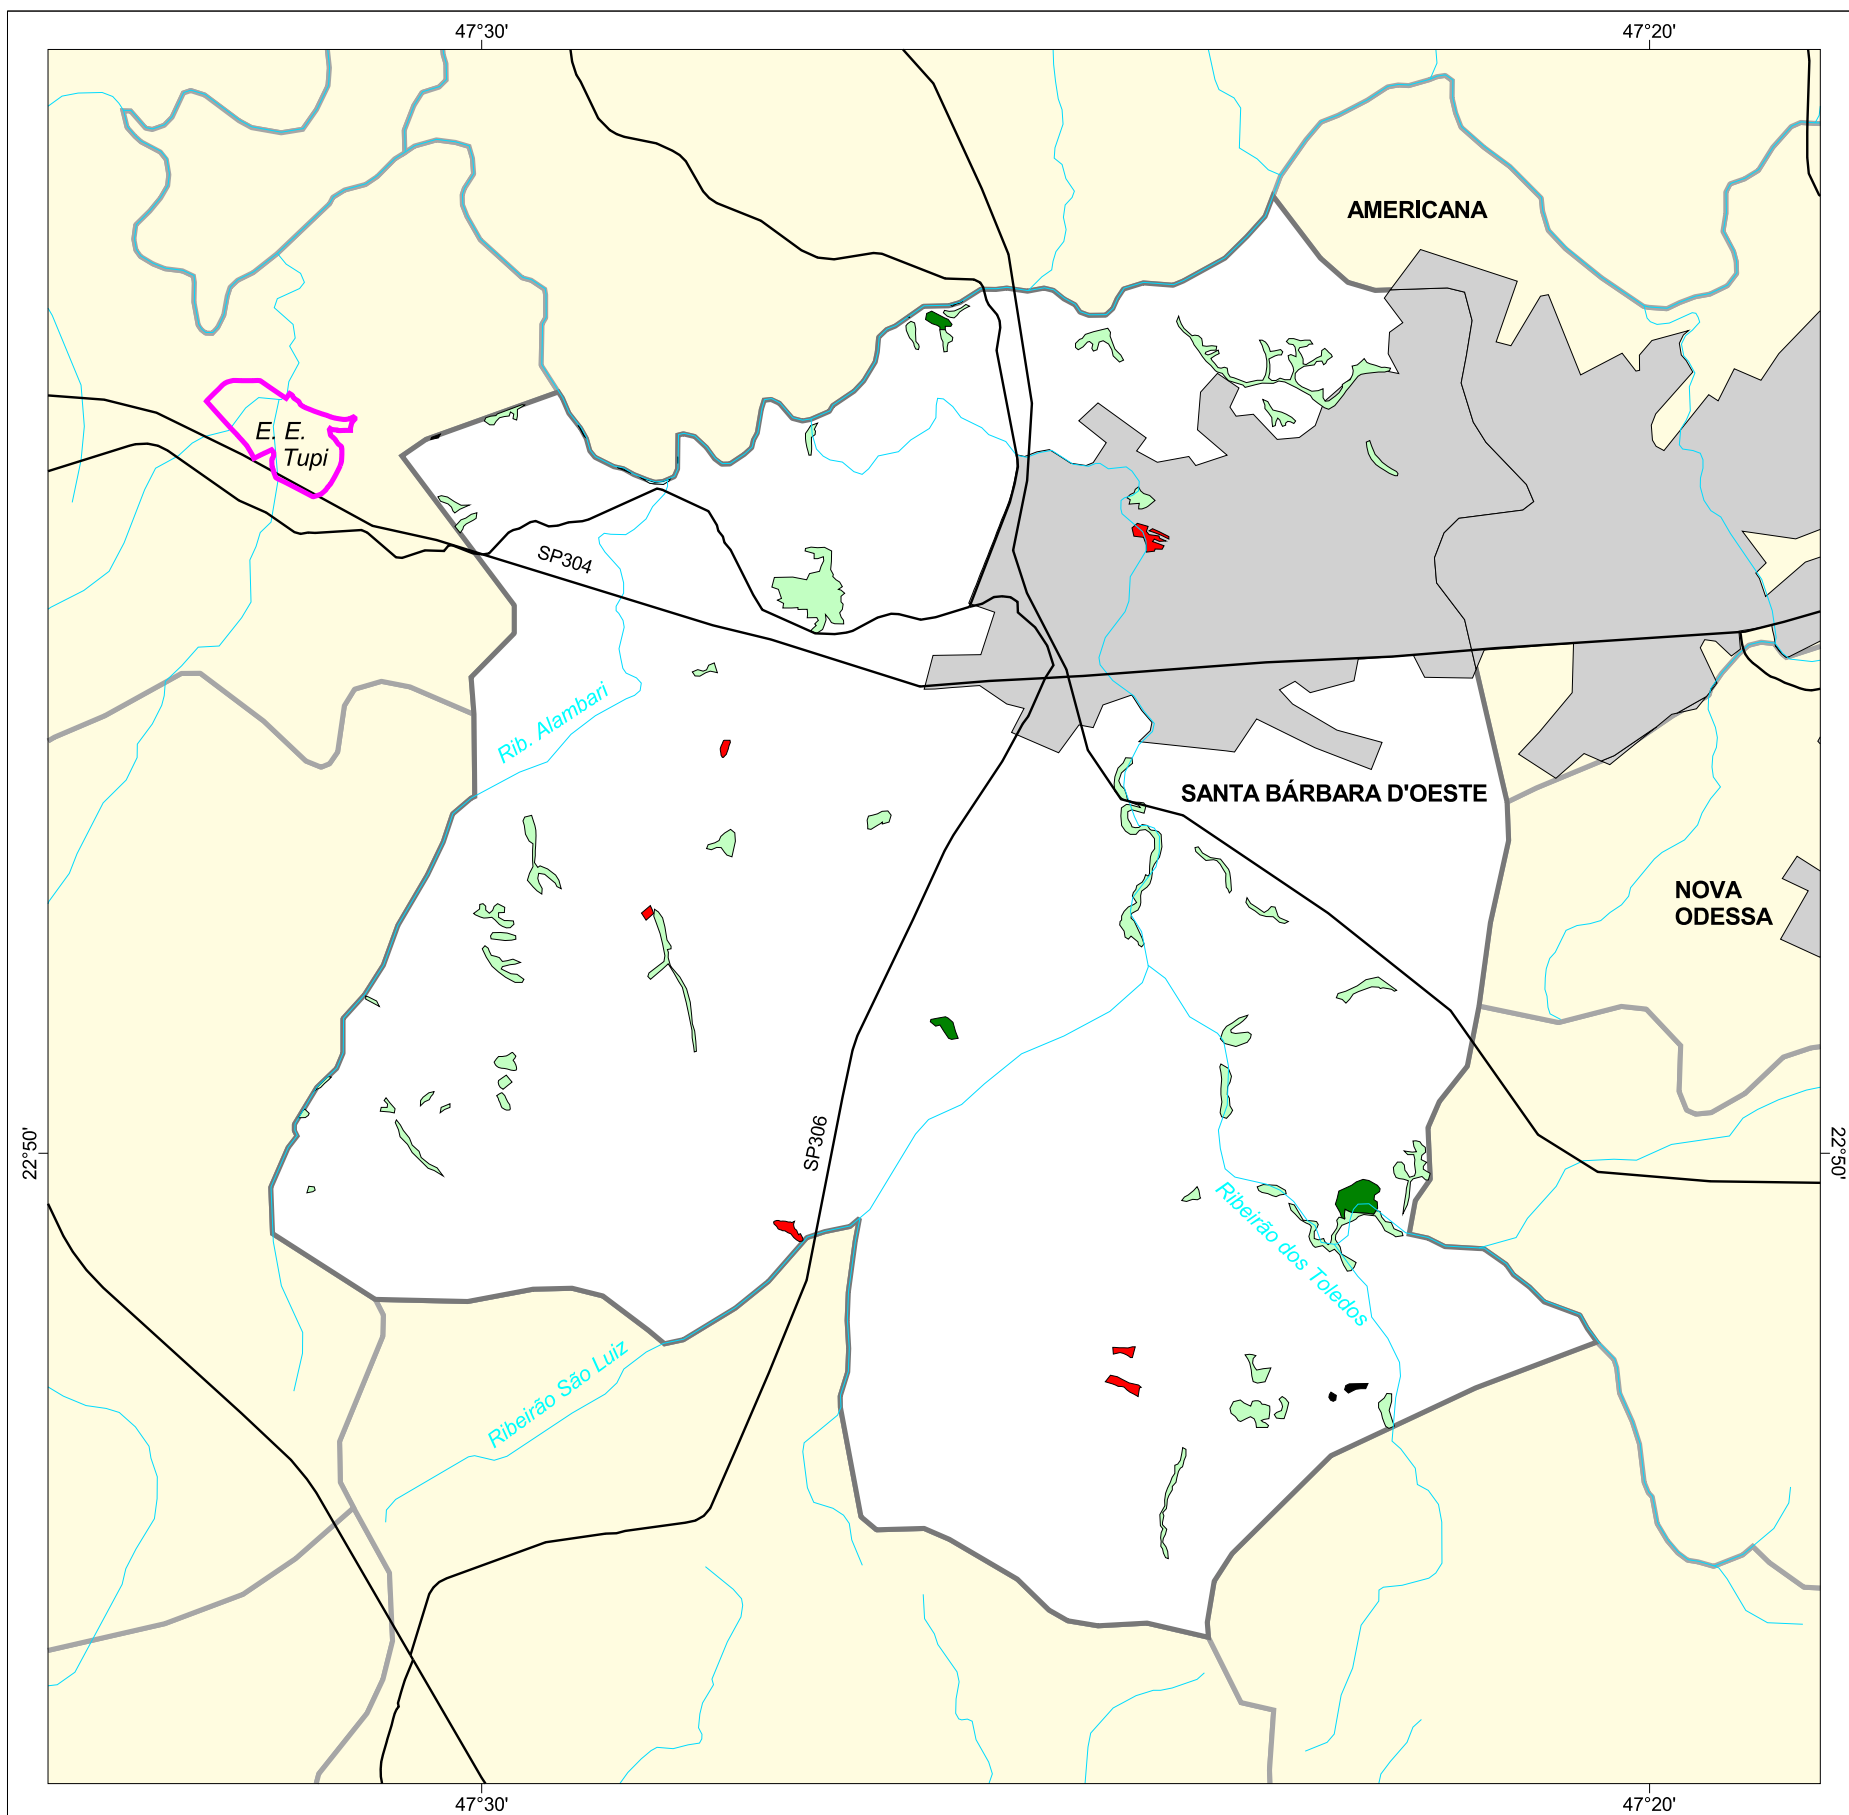 47°30'
47°20'
AMERICANA
E. E.
Tupi
SP304
Rib. Alambari
SANTA BÁRBARA D'OESTE
NOVA
ODESSA
SP306
22°50'
22°50'
Ribeirão dos Toledos
Ribeirão São Luiz
47°30'
47°20'